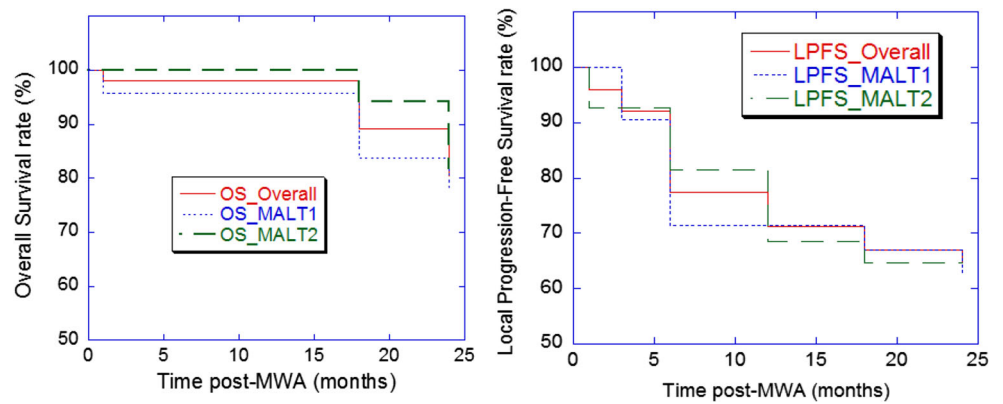 Overall Survival rate (%)
100
90
80
70
60
50
0 5 10 15 20 25
Time post-MWA (months)
OS_Overall
OS_MALT1
OS_MALT2
Local Progression-Free Survival rate (%)
100
90
80
70
60
50
0 5 10 15 20 25
Time post-MWA (months)
LPFS_Overall
LPFS_MALT1
LPFS_MALT2